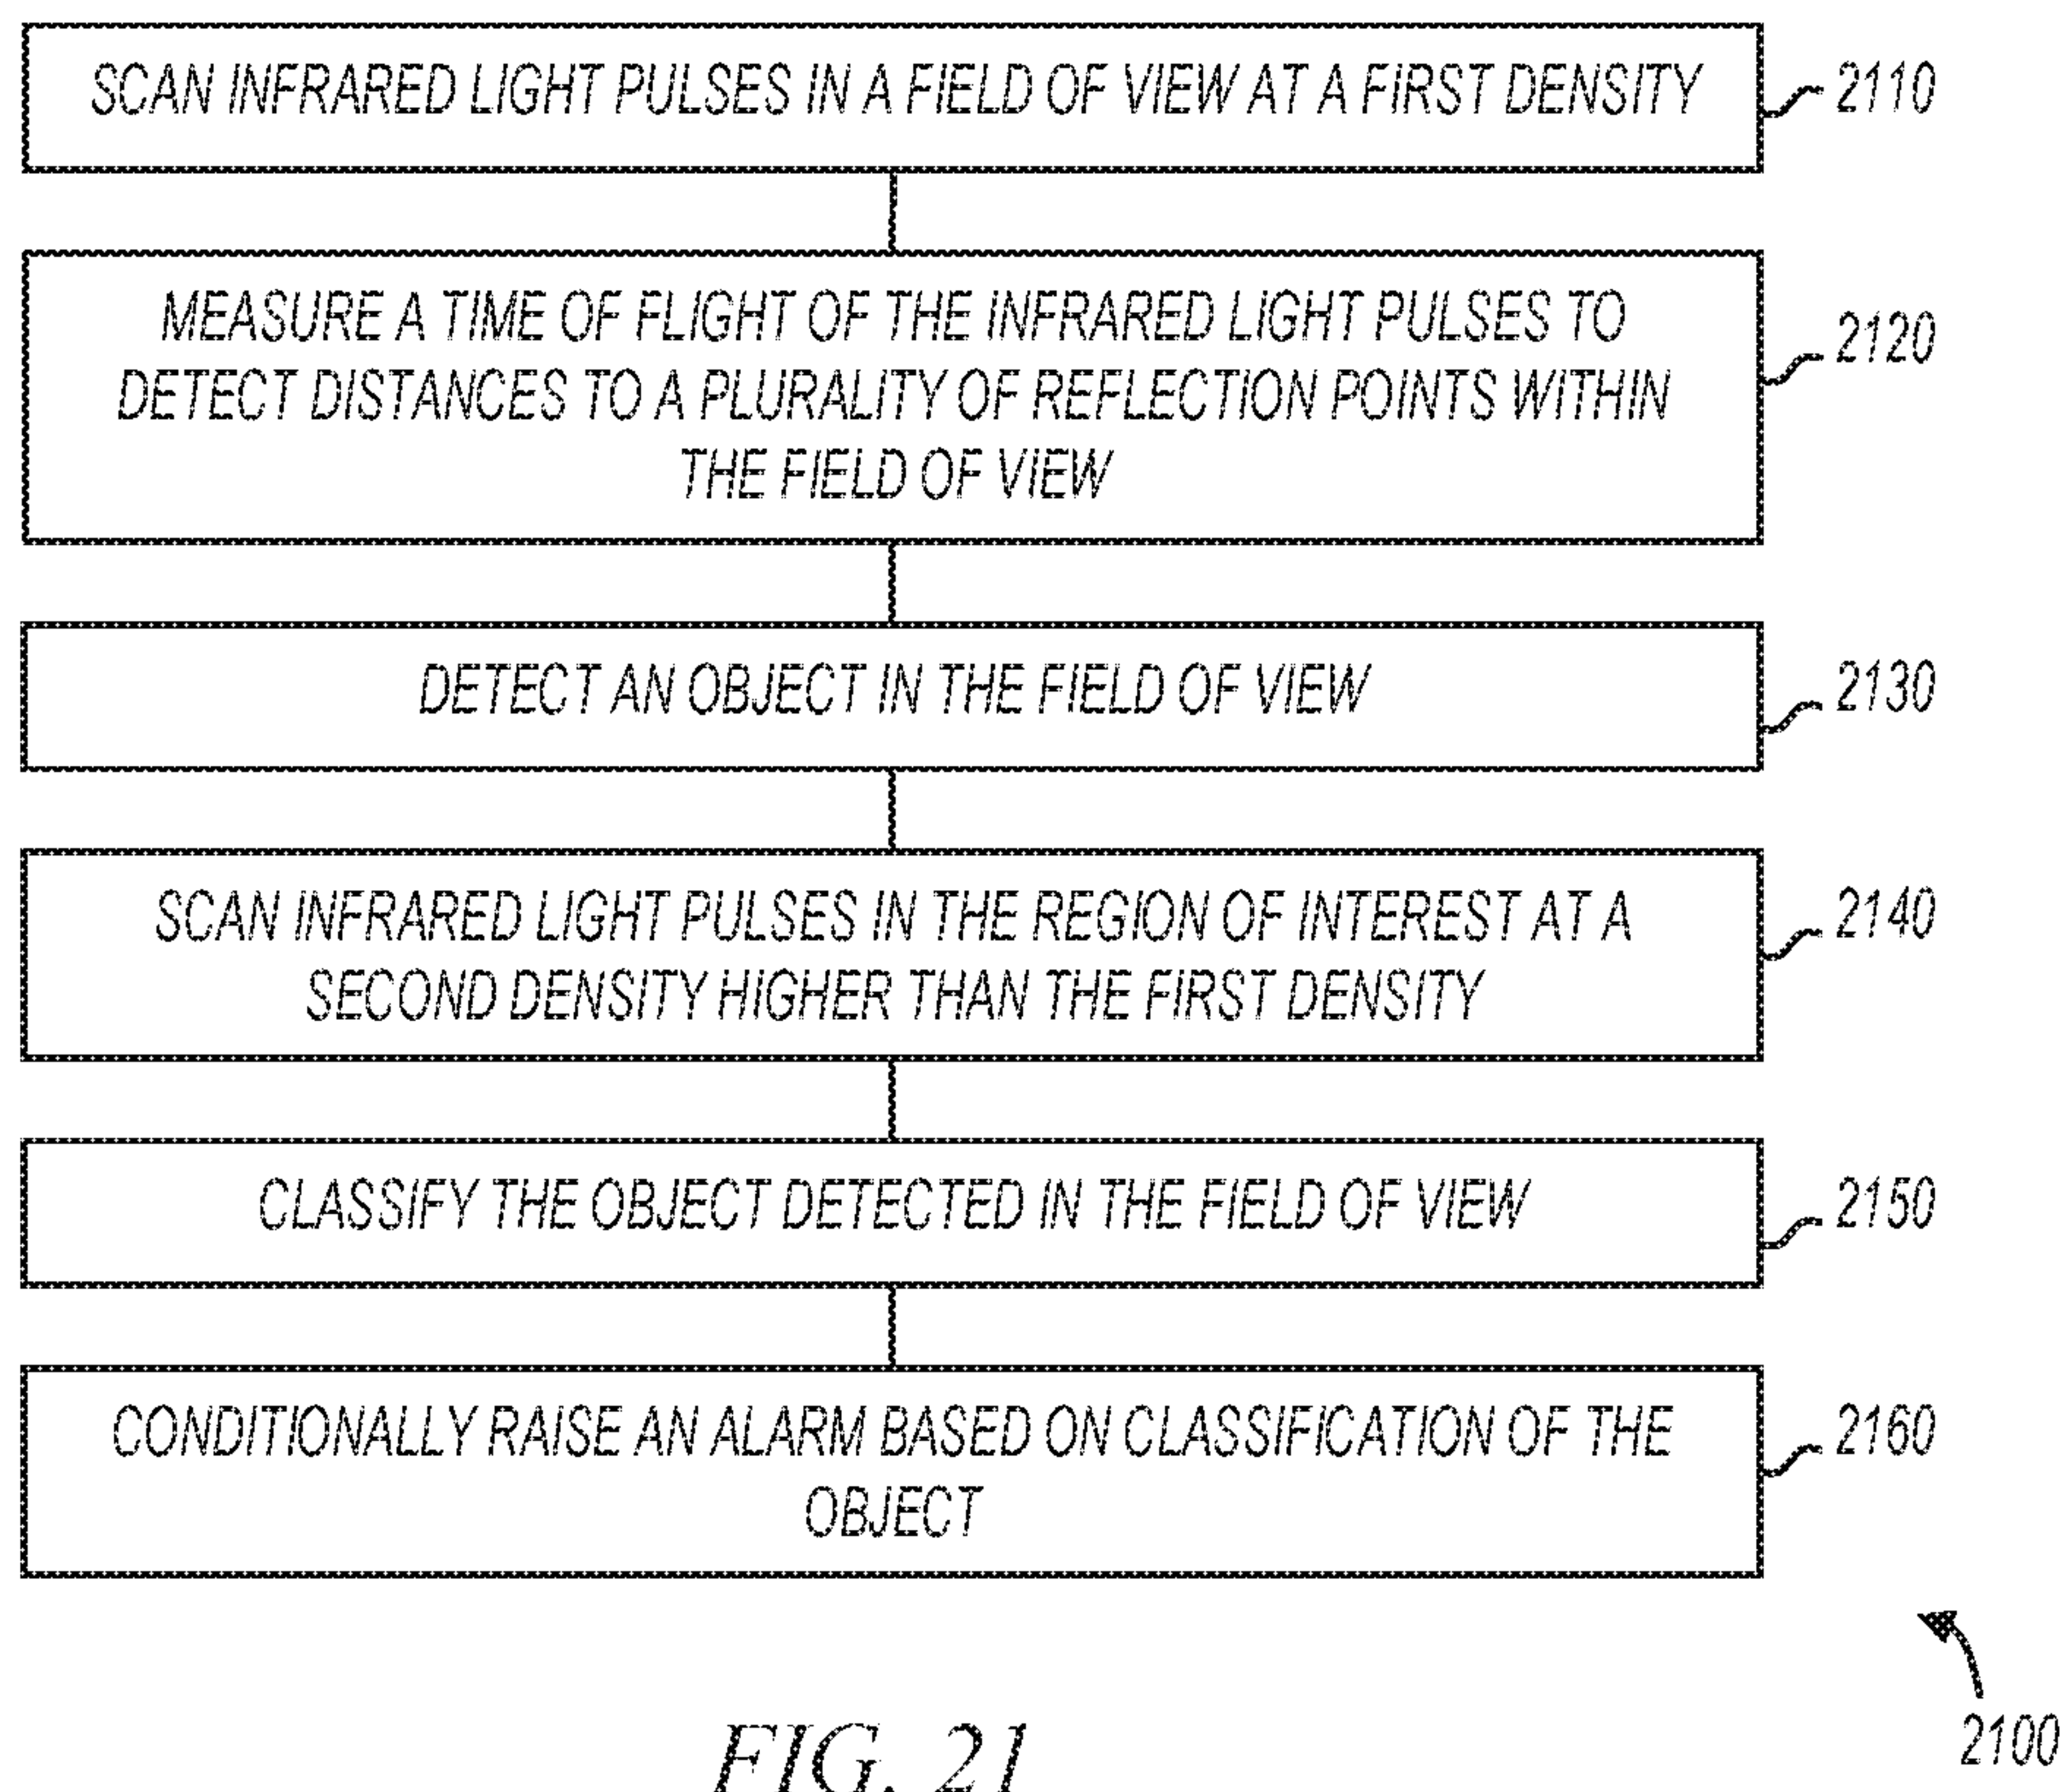 SCAN INFRARED LIGHT PULSES IN A FIELD OF VIEW AT A FIRST DENSITY
2110
MEASURE A TIME OF FLIGHT OF THE INFRARED LIGHT PULSES TO
DETECT DISTANCES TO A PLURALITY OF REFLECTION POINTS WITHIN
THE FIELD OF VIEW
2120
DETECT AN OBJECT IN THE FIELD OF VIEW
2130
SCAN INFRARED LIGHT PULSES IN THE REGION OF INTEREST AT A
SECOND DENSITY HIGHER THAN THE FIRST DENSITY
2140
CLASSIFY THE OBJECT DETECTED IN THE FIELD OF VIEW
2150
CONDITIONALLY RAISE AN ALARM BASED ON CLASSIFICATION OF THE
OBJECT
2160
2100
FIG. 21